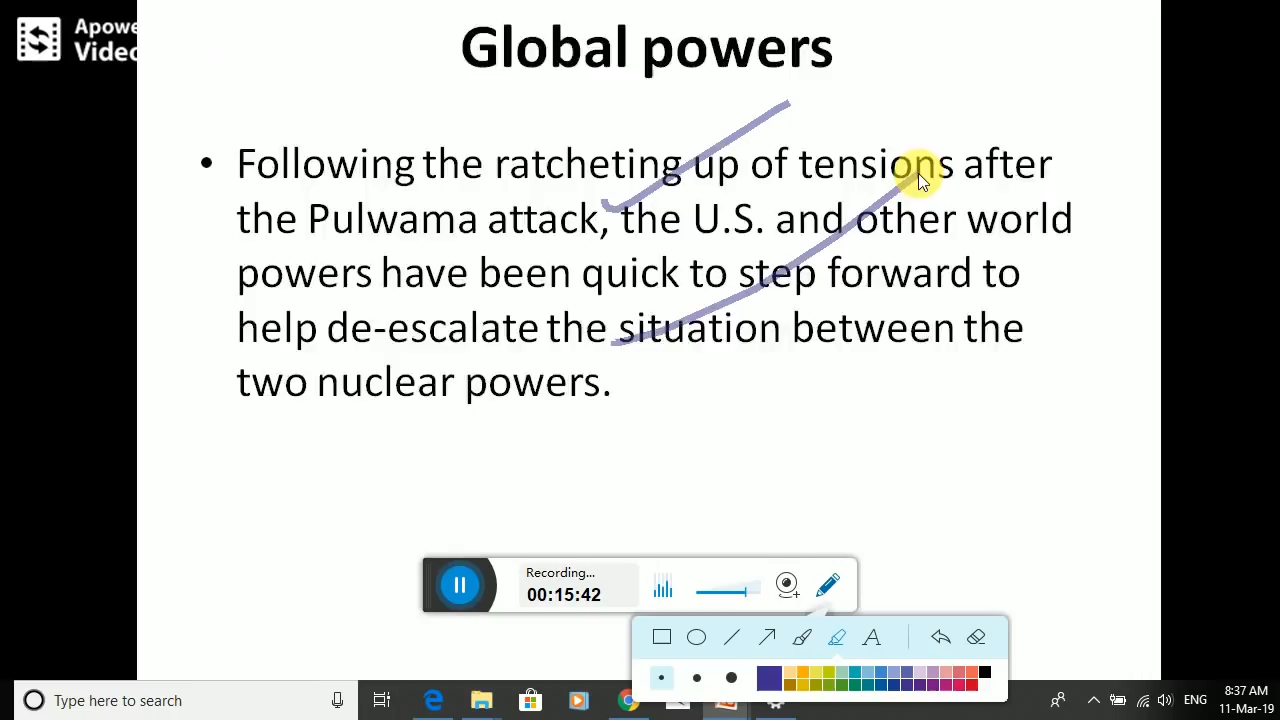 Apower
Video
Global powers
• Following the ratcheting up of tensions after
the Pulwama attack, the U.S. and other world
powers have been quick to step forward to
help de-escalate the situation between the
two nuclear powers.
Recording...
00:15:42
A
Type here to search
ENG
8:37 AM
11-Mar-19